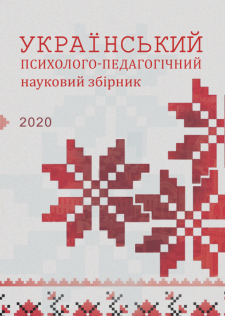 УКРАЇНСЬКИЙ
ПСИХОЛОГО-ПЕДАГОГІЧНИЙ
науковий збірник
2020